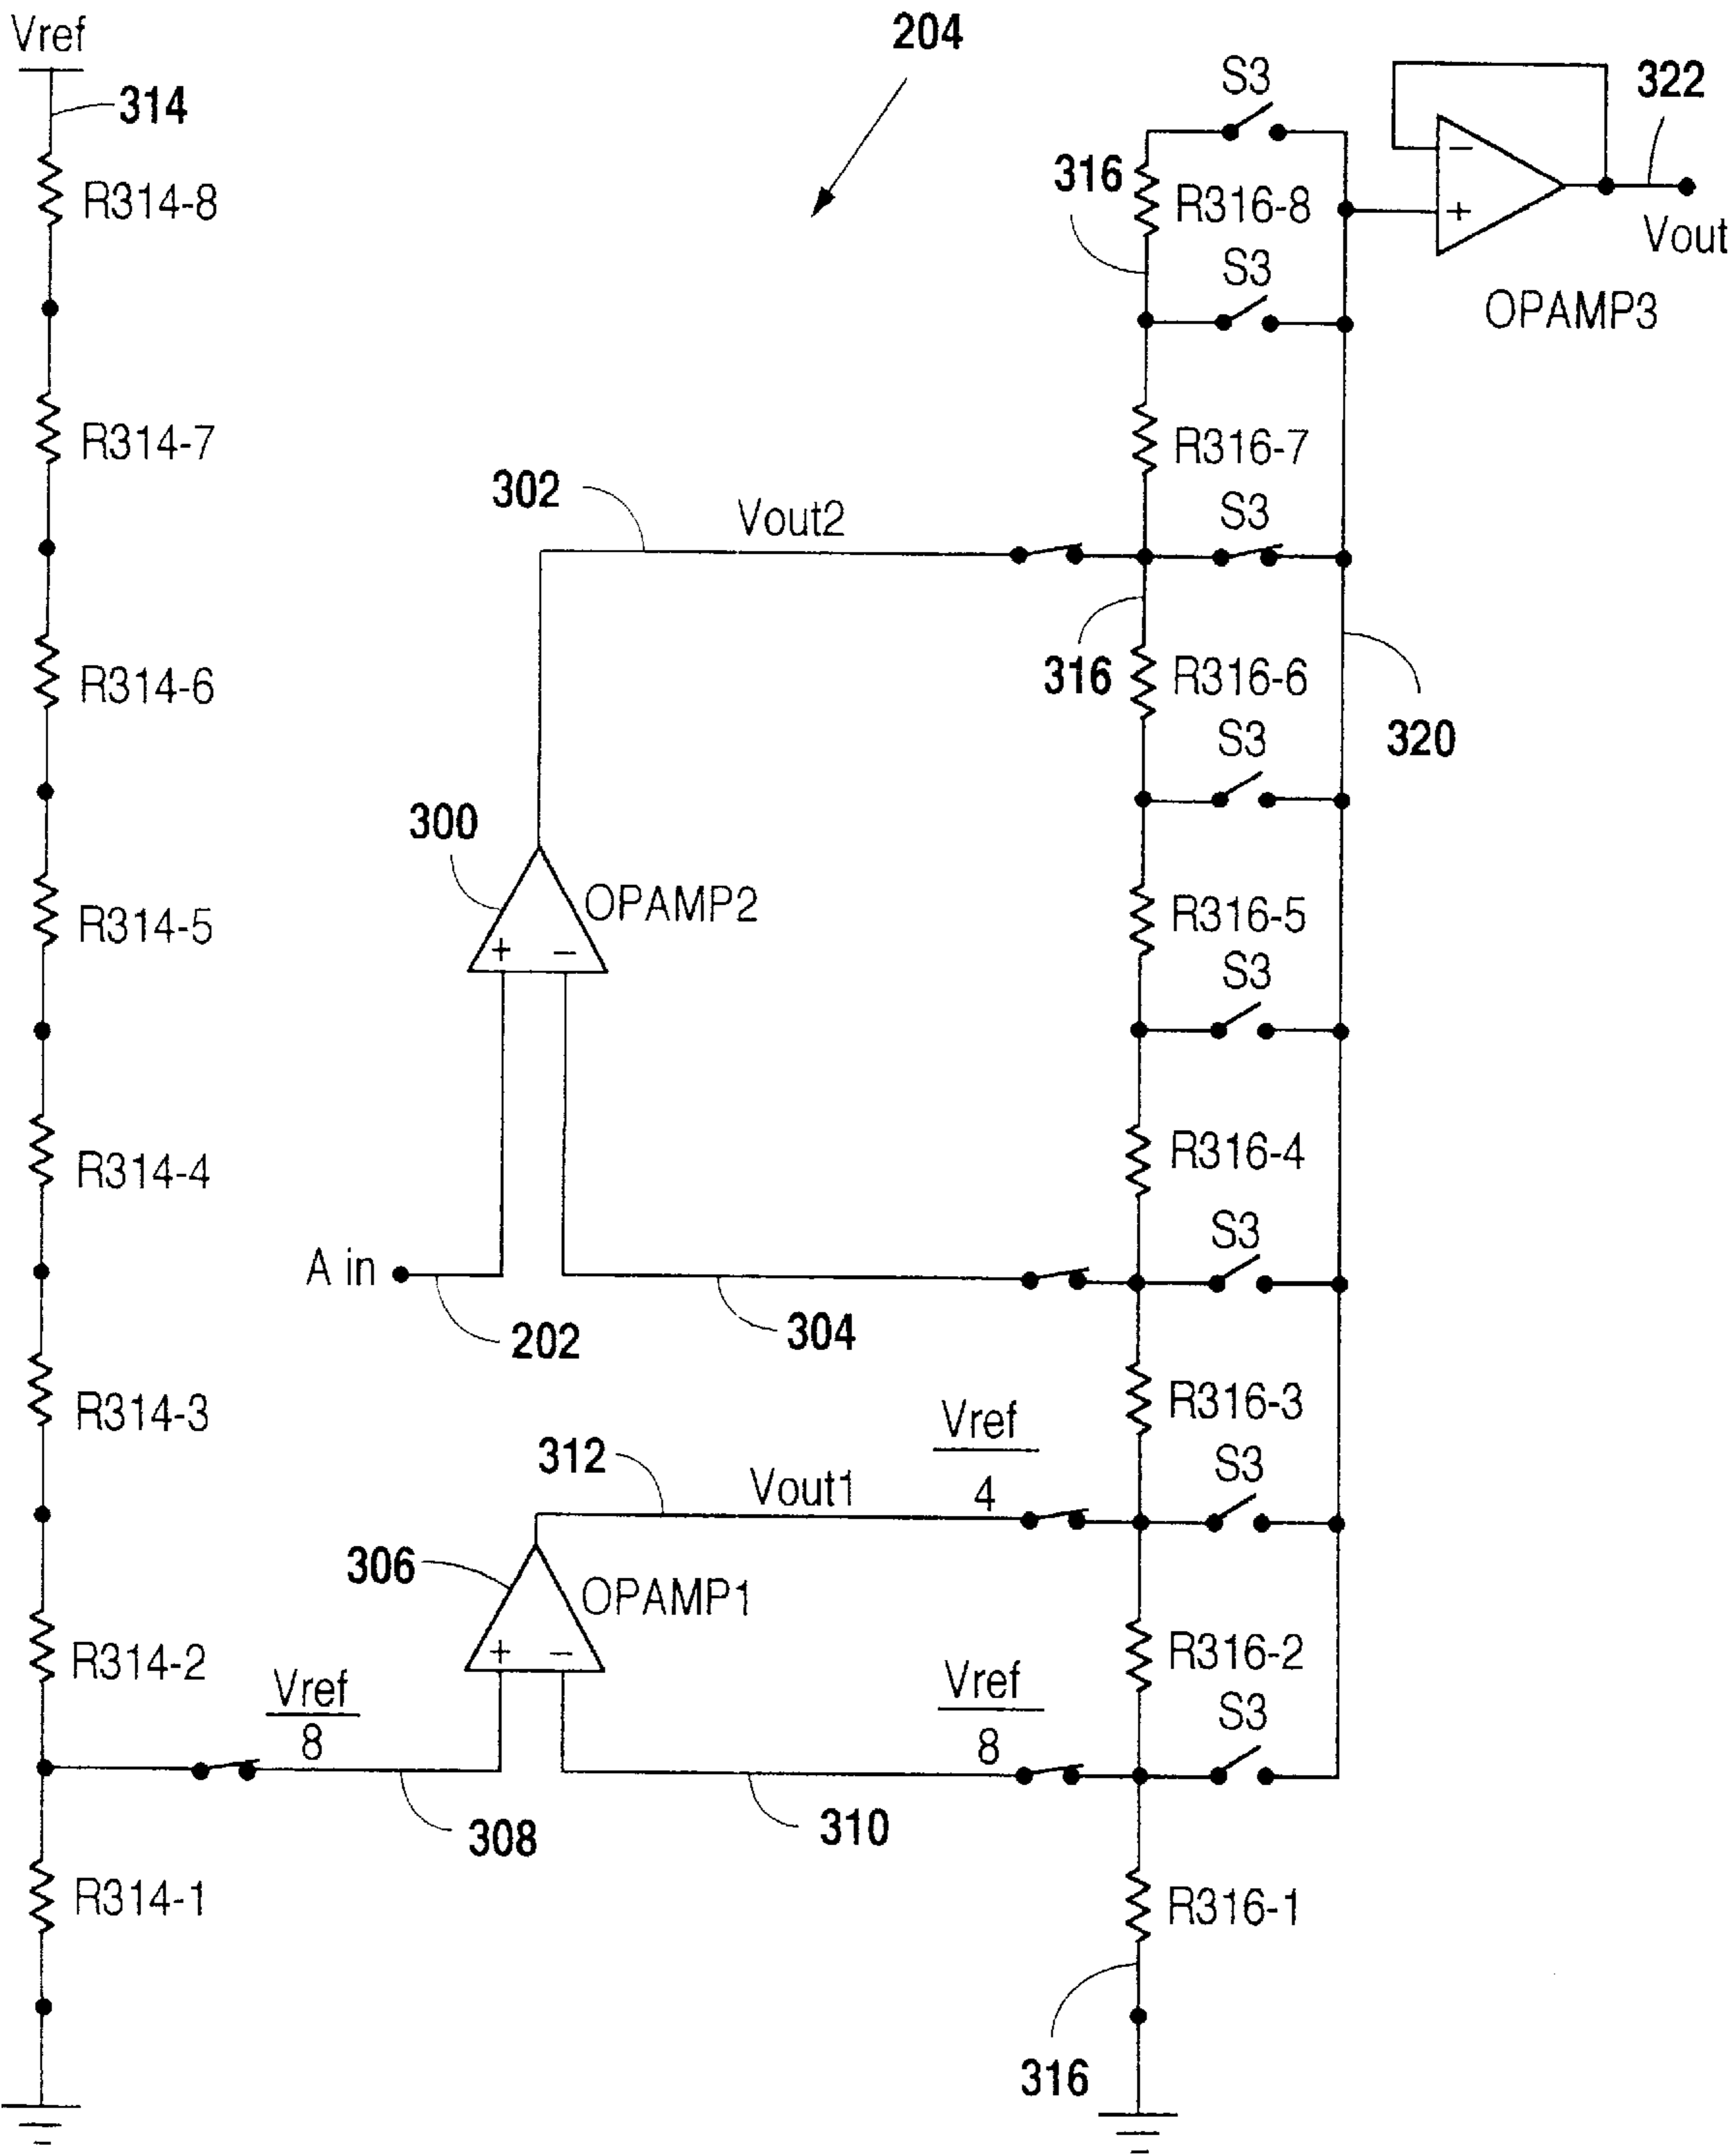 Vref
204
S3
322
314
316
−
R314-8
R316-8
+
Vout
S3
OPAMP3
R314-7
R316-7
302
Vout2
S3
R314-6
316
R316-6
320
S3
300
OPAMP2
R314-5
R316-5
+ −
S3
R314-4
R316-4
S3
A in
202
304
R314-3
R316-3
Vref
4
312
Vout1
S3
306
OPAMP1
R314-2
+ −
R316-2
Vref
8
Vref
8
S3
308
310
R314-1
R316-1
316